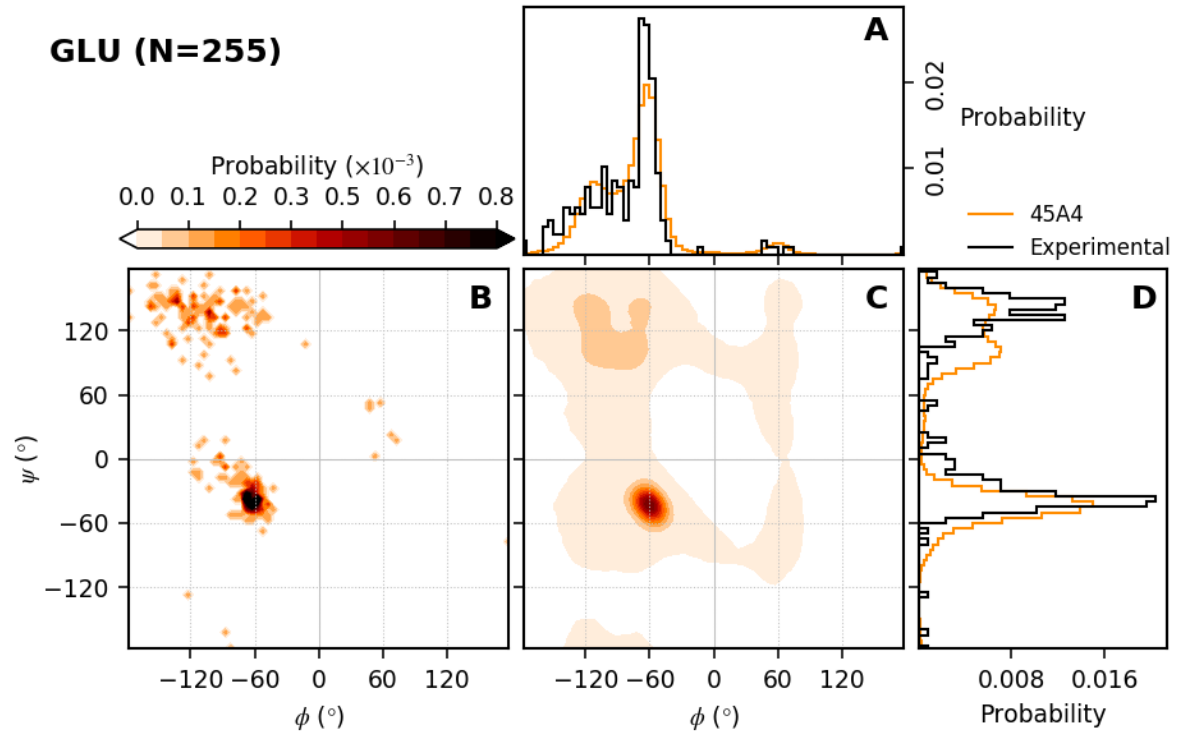 GLU (N=255)
A
0.02
0.01
Probability
45A4
Experimental
Probability (×10⁻³)
0.0 0.1 0.2 0.3 0.5 0.6 0.7 0.8
B
C
D
120
60
0
−60
−120
ψ (°)
−120 −60 0 60 120
ϕ (°)
−120 −60 0 60 120
ϕ (°)
0.008 0.016
Probability